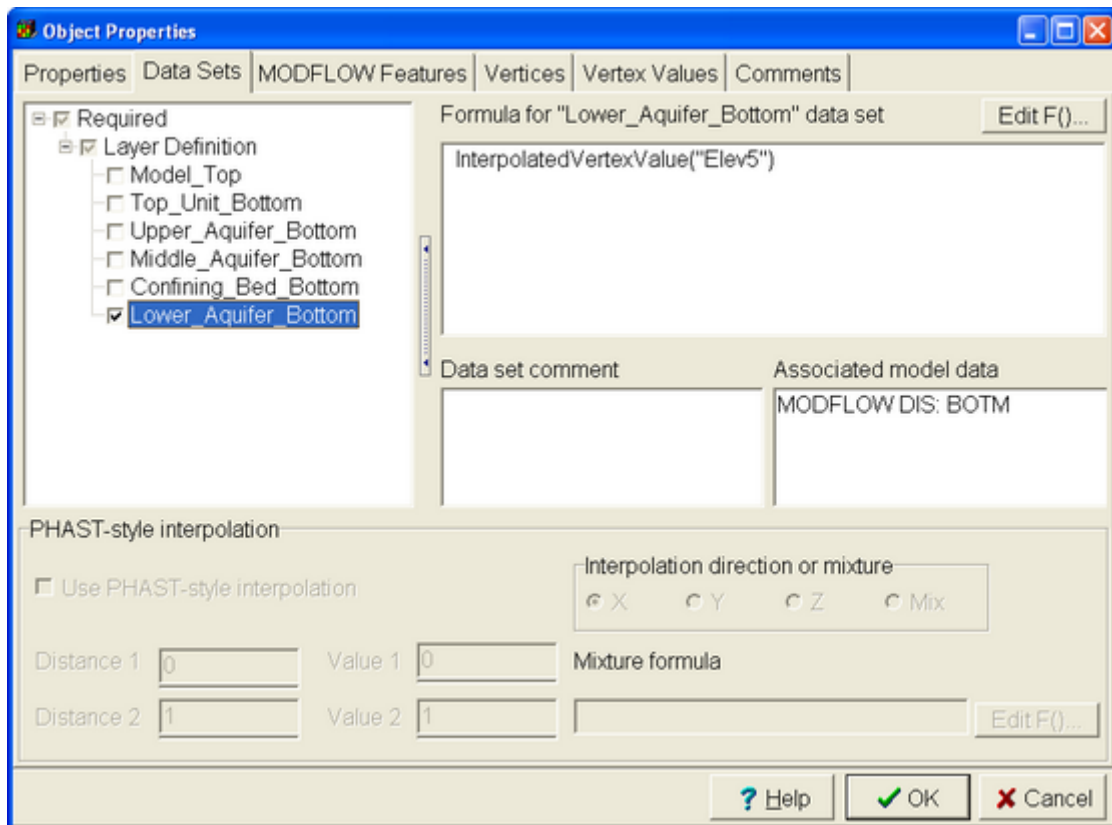 Object Properties
Properties Data Sets MODFLOW Features Vertices Vertex Values Comments
Required
Layer Definition
Model_Top
Top_Unit_Bottom
Upper_Aquifer_Bottom
Middle_Aquifer_Bottom
Confining_Bed_Bottom
Lower_Aquifer_Bottom
Formula for "Lower_Aquifer_Bottom" data set
Edit F()...
InterpolatedVertexValue("Elev5")
Data set comment
Associated model data
MODFLOW DIS: BOTM
PHAST-style interpolation
Use PHAST-style interpolation
Interpolation direction or mixture
X Y Z Mix
Distance 1 0 Value 1 0
Mixture formula
Distance 2 1 Value 2 1
Edit F()...
? Help OK Cancel